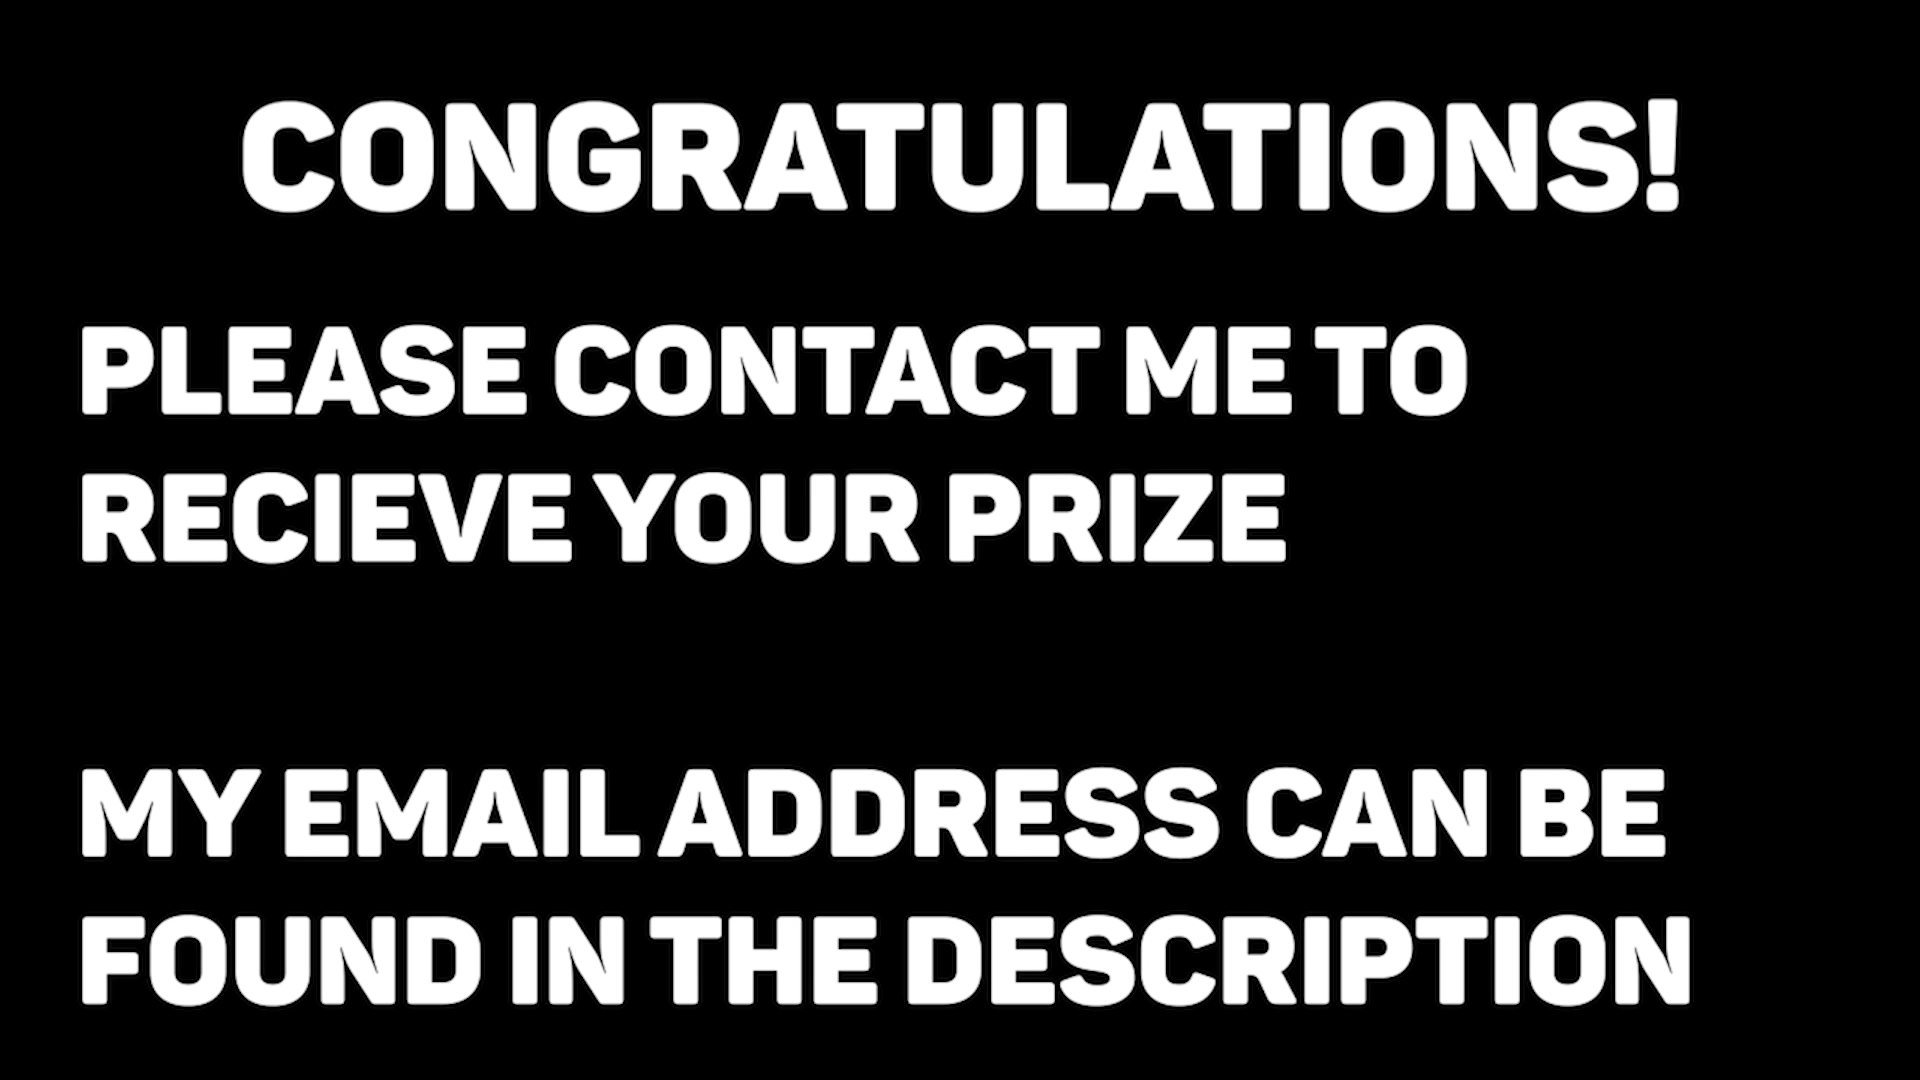 CONGRATULATIONS!
PLEASE CONTACT ME TO
RECIEVE YOUR PRIZE
MY EMAIL ADDRESS CAN BE
FOUND IN THE DESCRIPTION